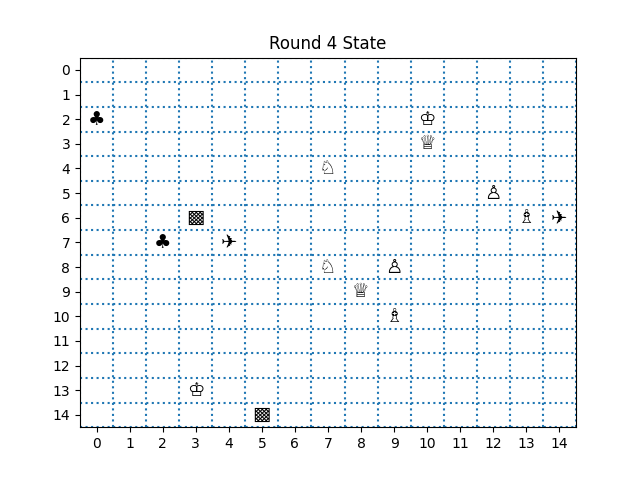 Round 4 State
0
1
2 ♣ ♔
3 ♕
4 ♘
5 ♙
6 ▩ ♗ ✈
7 ♣ ✈
8 ♘ ♙
9 ♕
10 ♗
11
12
13 ♔
14 ▩
0 1 2 3 4 5 6 7 8 9 10 11 12 13 14